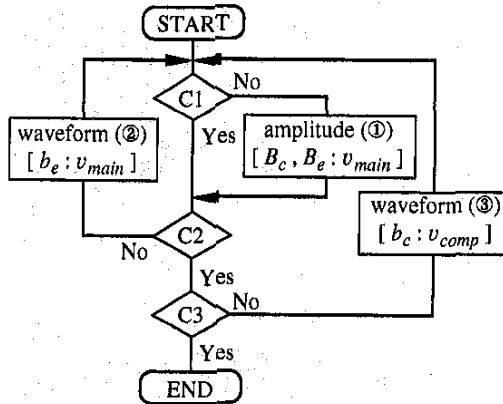 START
C1
No
Yes
waveform (②)
[ b_e : v_main ]
amplitude (①)
[ B_c , B_e : v_main ]
waveform (③)
[ b_c : v_comp ]
C2
No
Yes
C3
No
Yes
END